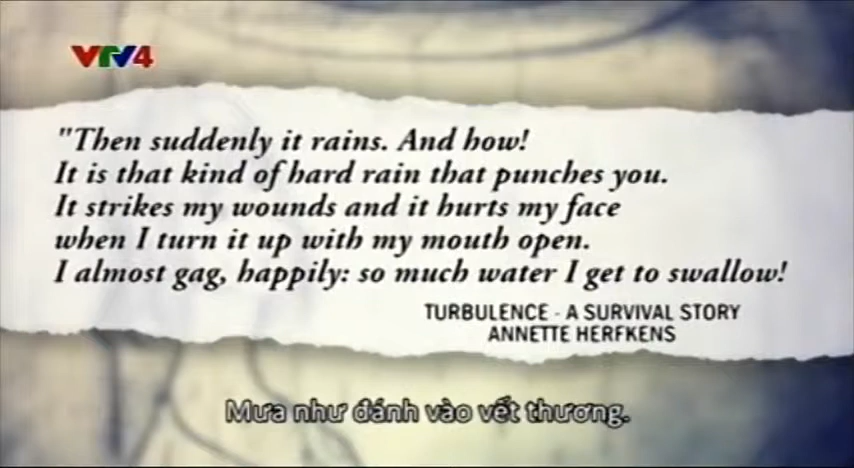 VTV4
"Then suddenly it rains. And how!
It is that kind of hard rain that punches you.
It strikes my wounds and it hurts my face
when I turn it up with my mouth open.
I almost gag, happily: so much water I get to swallow!
TURBULENCE - A SURVIVAL STORY
ANNETTE HERFKENS
Mưa như đánh vào vết thương.